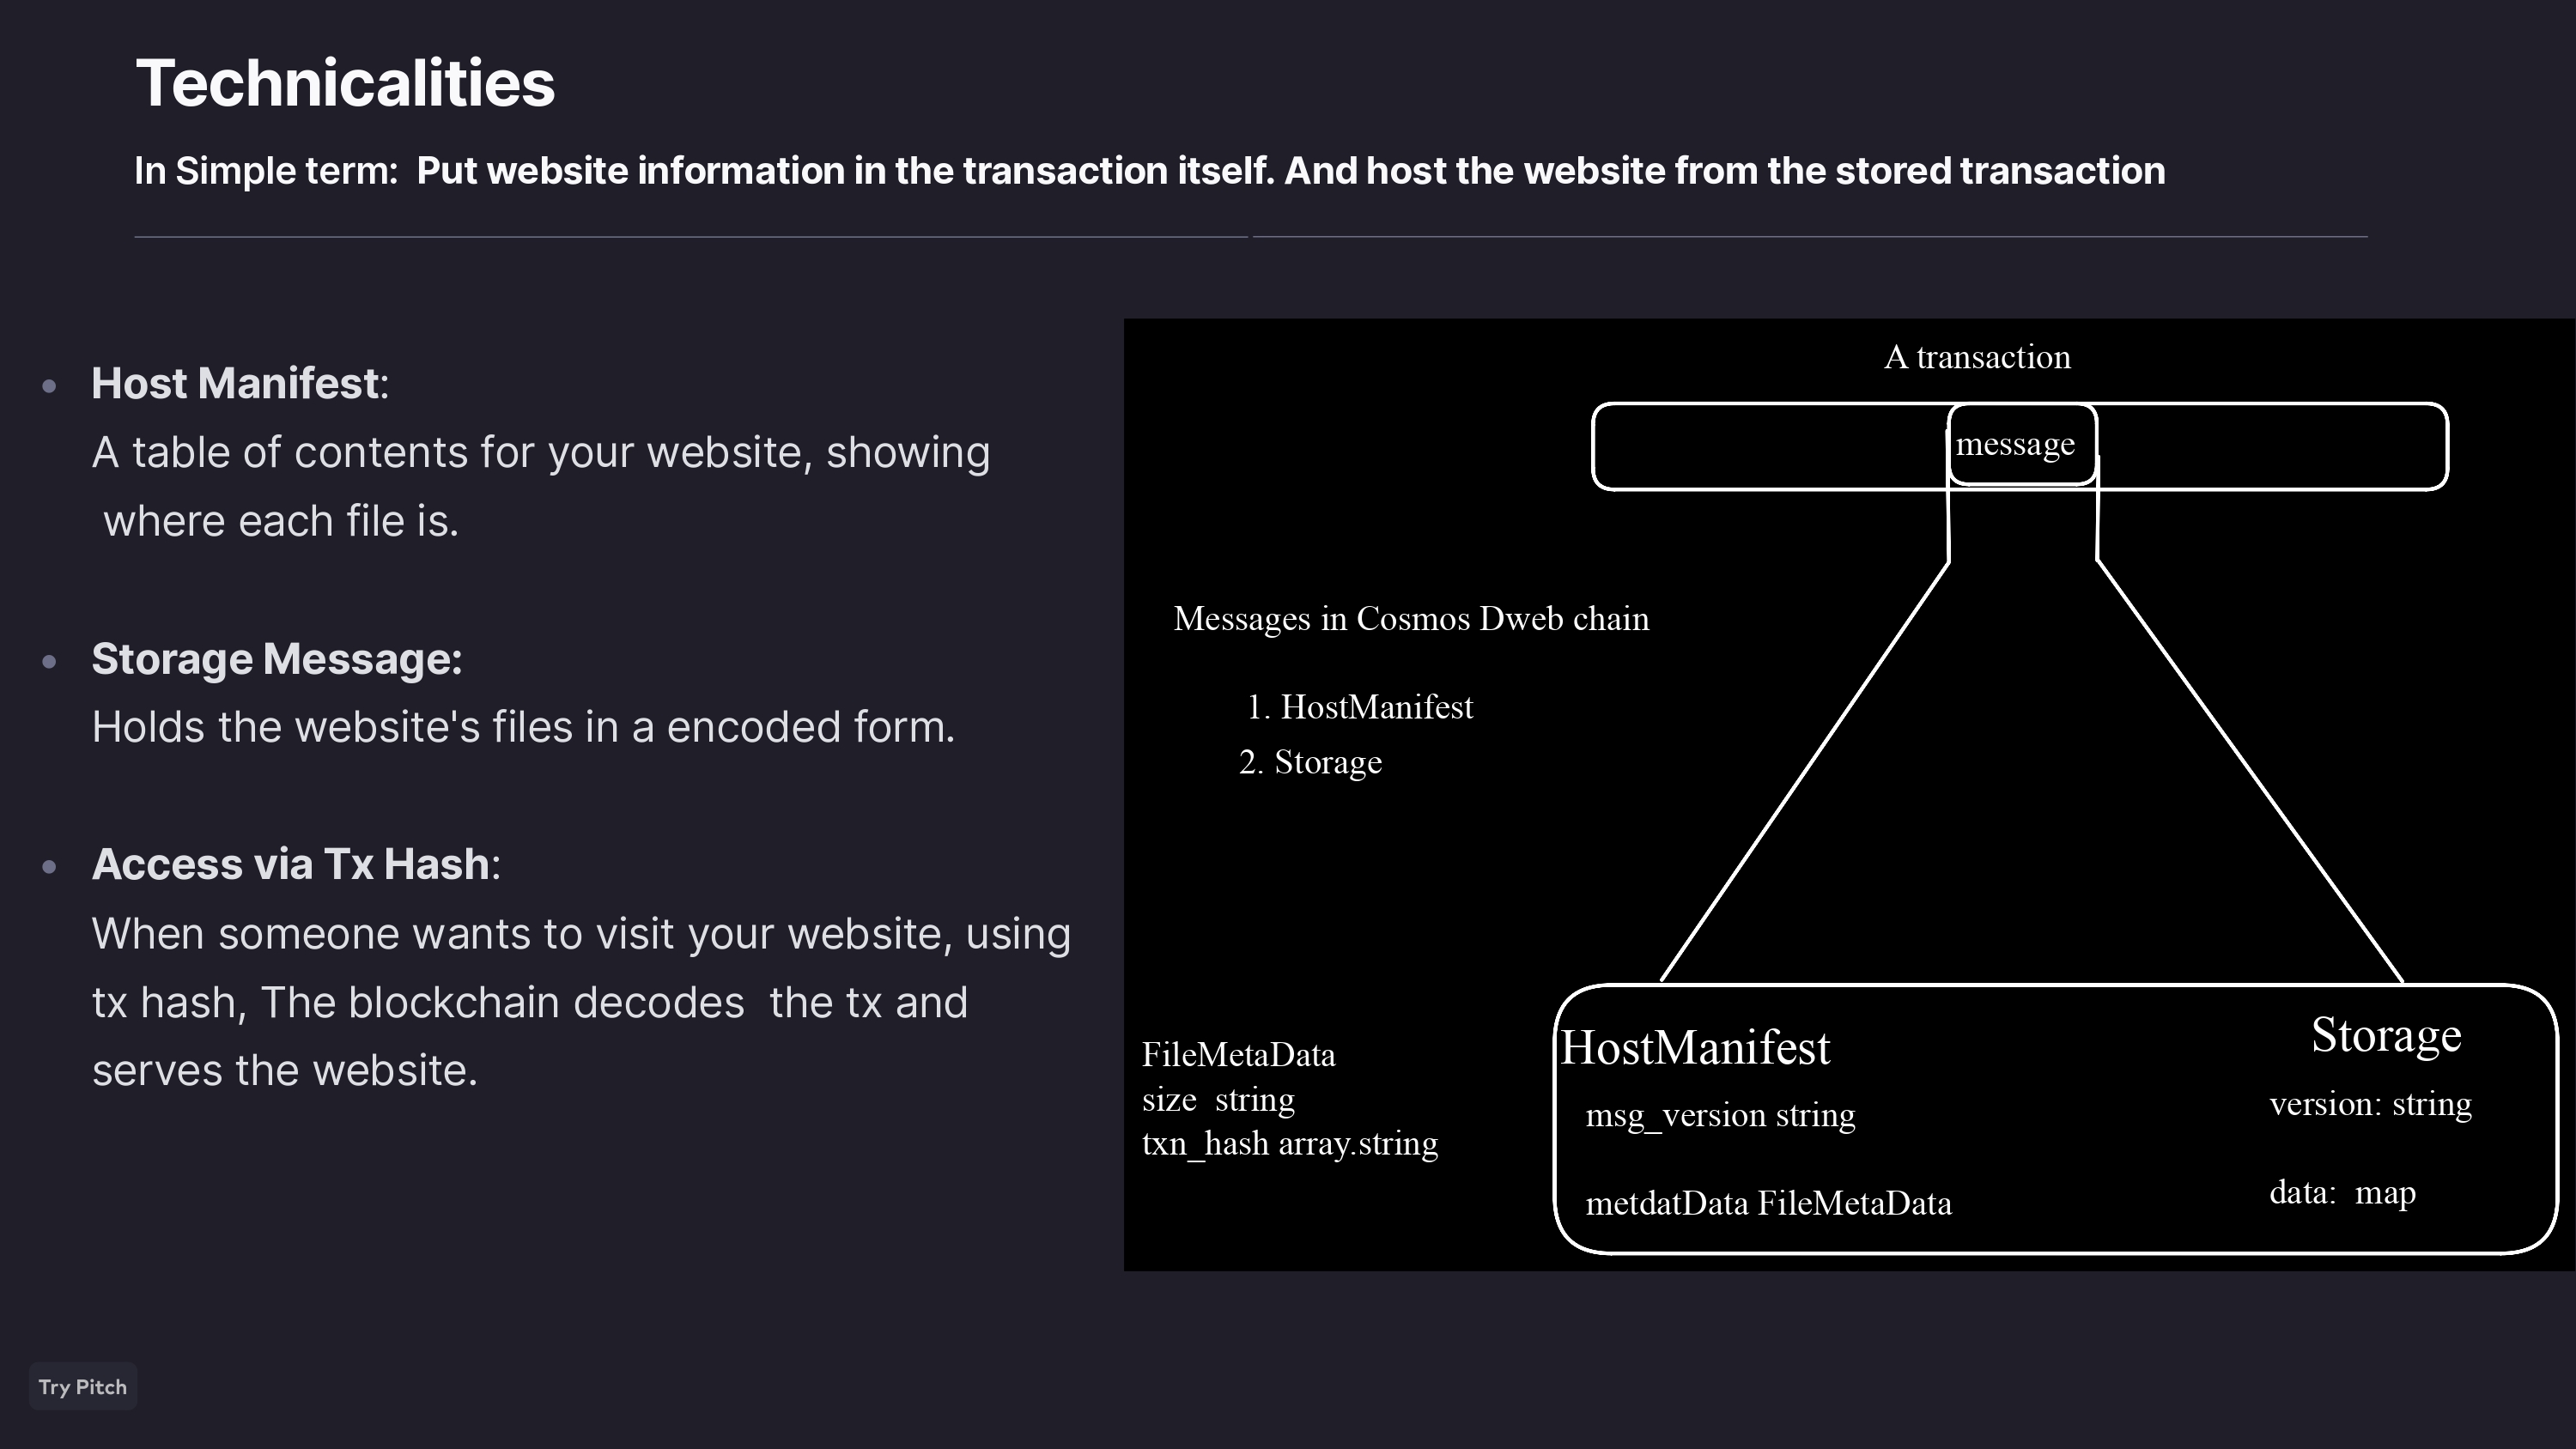 Technicalities
In Simple term:  Put website information in the transaction itself. And host the website from the stored transaction
Host Manifest:
A table of contents for your website, showing
where each file is.
Storage Message:
Holds the website's files in a encoded form.
Access via Tx Hash:
When someone wants to visit your website, using
tx hash, The blockchain decodes  the tx and
serves the website.
A transaction
message
Messages in Cosmos Dweb chain
1. HostManifest
2. Storage
FileMetaData
size  string
txn_hash array.string
HostManifest
msg_version string
metdatData FileMetaData
Storage
version: string
data:  map
Try Pitch